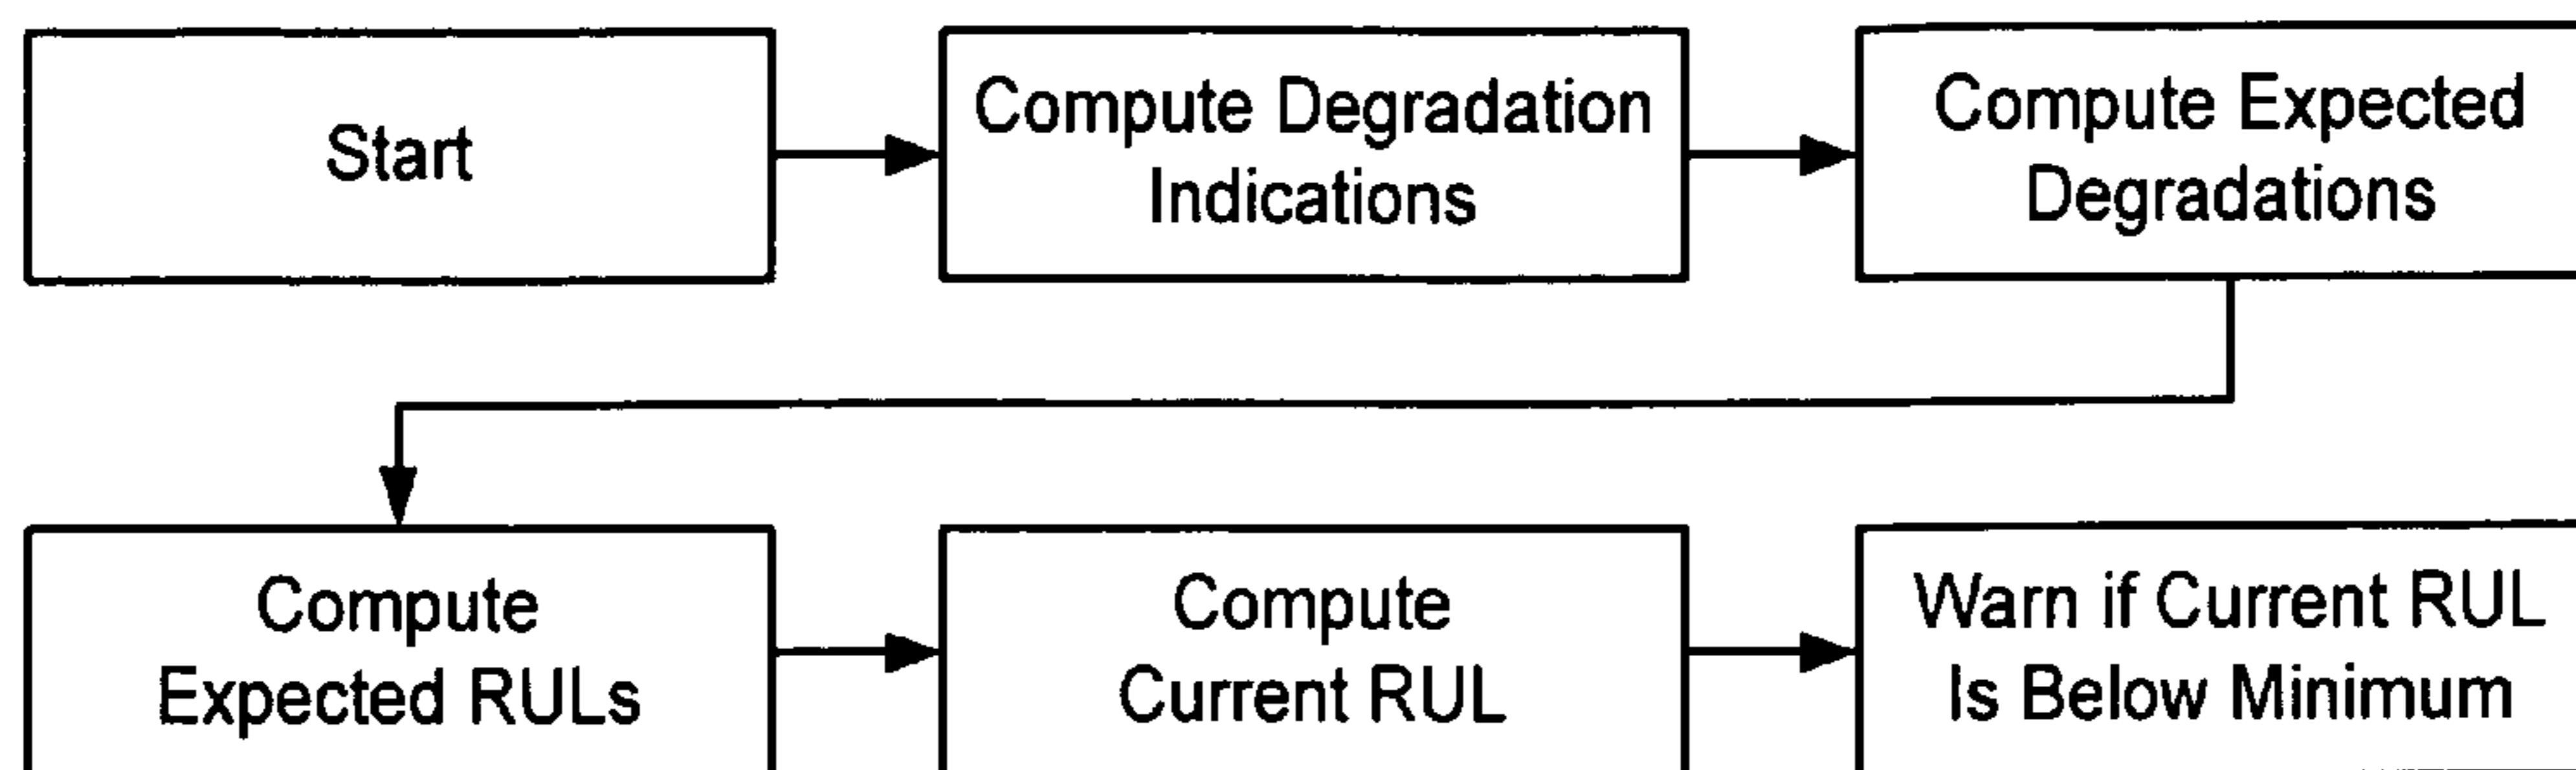 Start
Compute Degradation
Indications
Compute Expected
Degradations
Compute
Expected RULs
Compute
Current RUL
Warn if Current RUL
Is Below Minimum